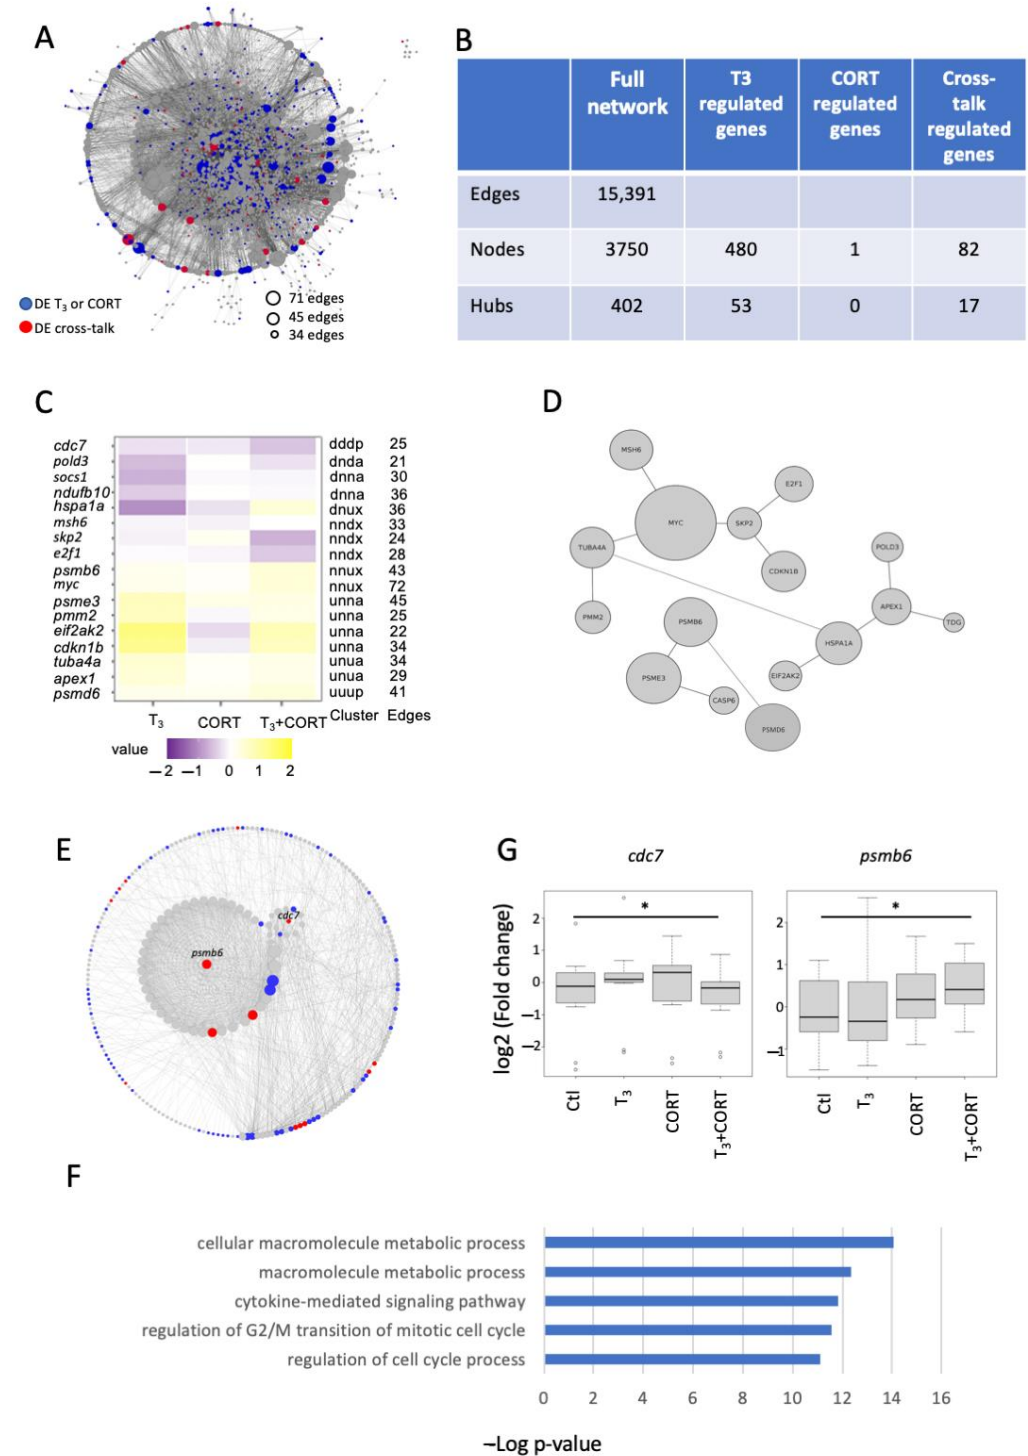 A
DE T3 or CORT
DE cross-talk
71 edges
45 edges
34 edges
B
Full network
T3 regulated genes
CORT regulated genes
Cross-talk regulated genes
Edges 15,391
Nodes 3750 480 1 82
Hubs 402 53 0 17
C
cdc7 dddp 25
pold3 dnda 21
socs1 dnna 30
ndufb10 dnna 36
hspa1a dnux 36
msh6 nndx 33
skp2 nndx 24
e2f1 nndx 28
psmb6 nnux 43
myc nnux 72
psme3 unna 45
pmm2 unna 25
eif2ak2 unna 22
cdkn1b unna 34
tuba4a unua 34
apex1 unua 29
psmd6 uuup 41
T3 CORT T3+CORT Cluster Edges
value
−2 −1 0 1 2
D
MSH6
E2F1
MYC
SKP2
TUBA4A
POLD3
CDKN1B
APEX1
PMM2
PSMB6
TDG
HSPA1A
PSME3
EIF2AK2
CASP6
PSMD6
E
psmb6
cdc7
G
cdc7
psmb6
log2 (Fold change)
*
2
1
0
−1
−2
Ctl T3 CORT T3+CORT
*
2
1
0
−1
Ctl T3 CORT T3+CORT
F
cellular macromolecule metabolic process
macromolecule metabolic process
cytokine-mediated signaling pathway
regulation of G2/M transition of mitotic cell cycle
regulation of cell cycle process
0 2 4 6 8 10 12 14 16
−Log p-value